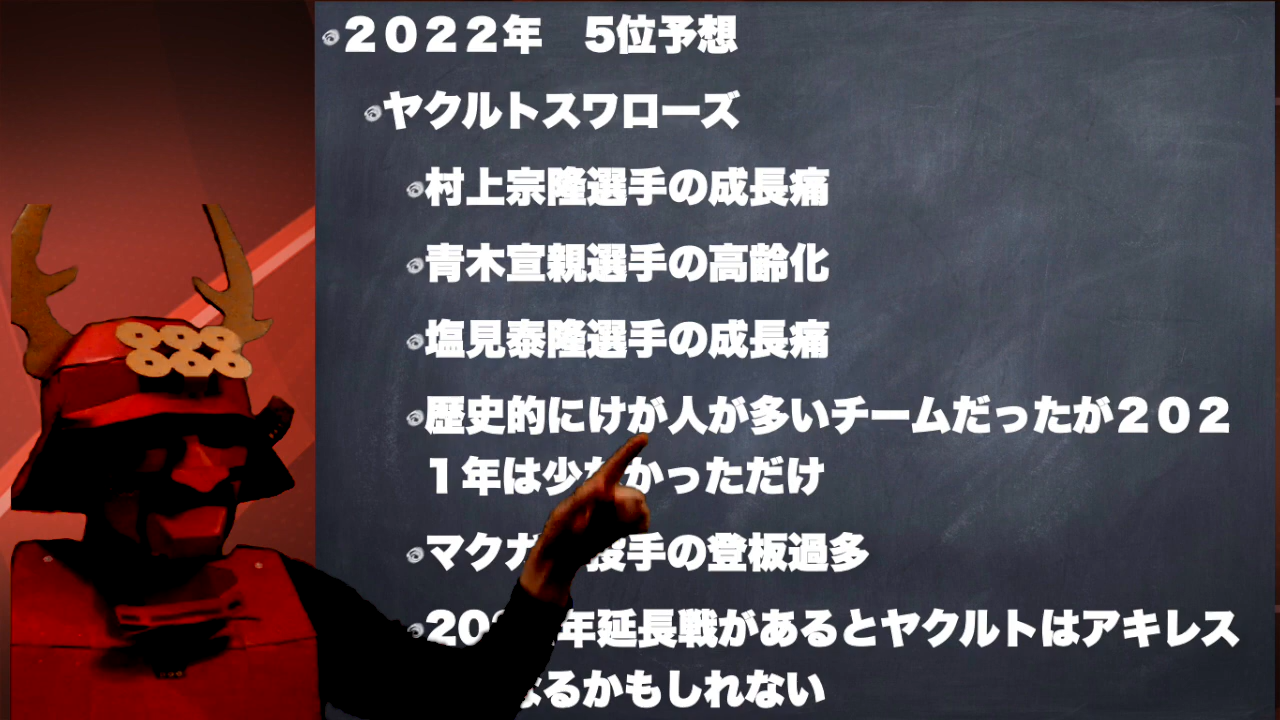 ２０２２年　5位予想
ヤクルトスワローズ
村上宗隆選手の成長痛
青木宣親選手の高齢化
塩見泰隆選手の成長痛
歴史的にけが人が多いチームだったが２０２
１年は少なかっただけ
マクガ 投手の登板過多
20 年延長戦があるとヤクルトはアキレス
なるかもしれない